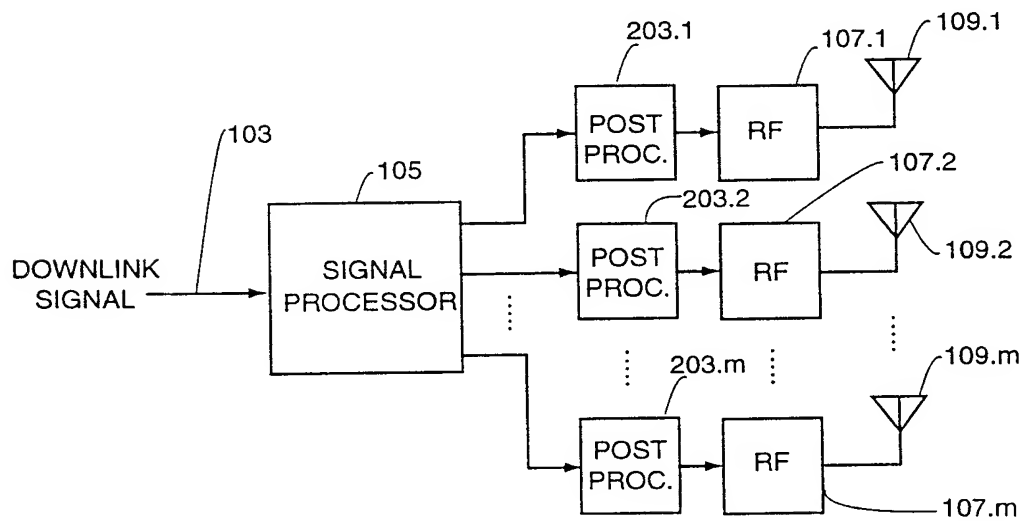 203.1
107.1
109.1
103
POST
PROC.
RF
105
203.2
107.2
109.2
DOWNLINK
SIGNAL
SIGNAL
PROCESSOR
POST
PROC.
RF
203.m
109.m
POST
PROC.
RF
107.m